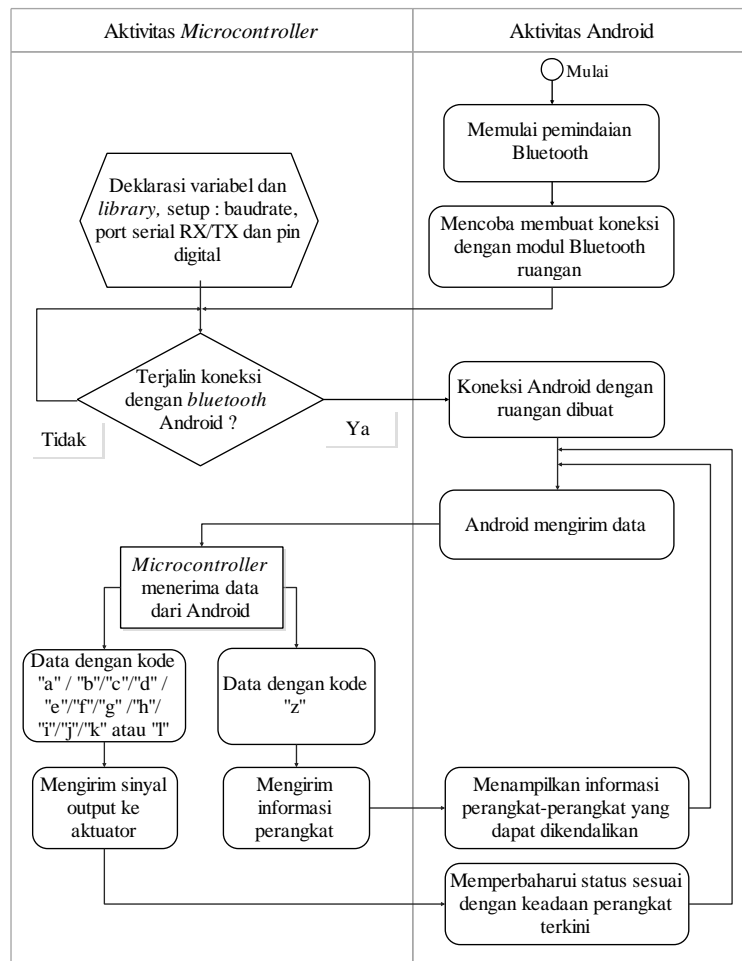 Aktivitas Microcontroller
Aktivitas Android
Mulai
Memulai pemindaian
Bluetooth
Deklarasi variabel dan
library, setup : baudrate,
port serial RX/TX dan pin
digital
Mencoba membuat koneksi
dengan modul Bluetooth
ruangan
Terjalin koneksi
dengan bluetooth
Android ?
Tidak
Ya
Koneksi Android dengan
ruangan dibuat
Android mengirim data
Microcontroller
menerima data
dari Android
Data dengan kode
"a" / "b"/"c"/"d" /
"e"/"f"/"g" /"h"/
"i"/"j"/"k" atau "l"
Data dengan kode
"z"
Mengirim sinyal
output ke
aktuator
Mengirim
informasi
perangkat
Menampilkan informasi
perangkat-perangkat yang
dapat dikendalikan
Memperbaharui status sesuai
dengan keadaan perangkat
terkini